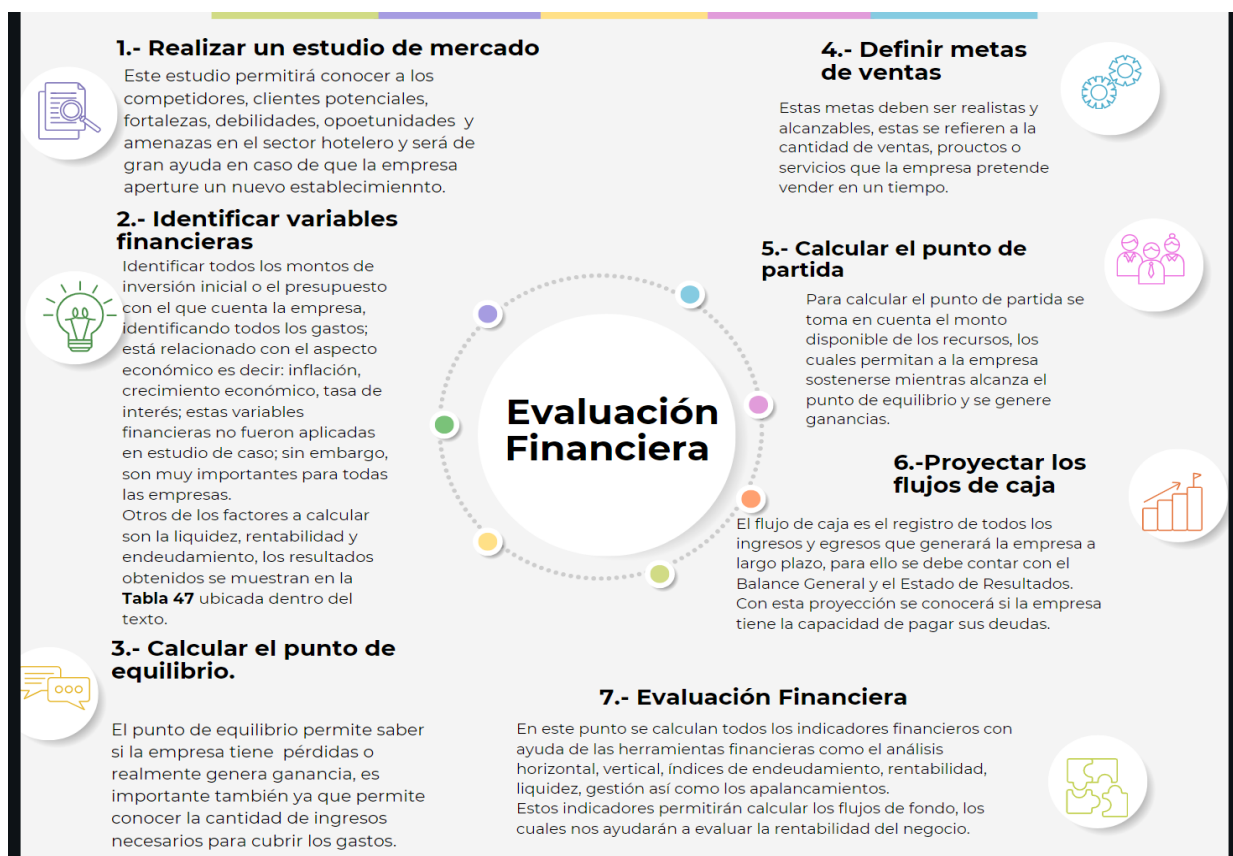 1.- Realizar un estudio de mercado
Este estudio permitirá conocer a los
competidores, clientes potenciales,
fortalezas, debilidades, opoetunidades y
amenazas en el sector hotelero y será de
gran ayuda en caso de que la empresa
aperture un nuevo establecimiennto.
2.- Identificar variables
financieras
Identificar todos los montos de
inversión inicial o el presupuesto
con el que cuenta la empresa,
identificando todos los gastos;
está relacionado con el aspecto
económico es decir: inflación,
crecimiento económico, tasa de
interés; estas variables
financieras no fueron aplicadas
en estudio de caso; sin embargo,
son muy importantes para todas
las empresas.
Otros de los factores a calcular
son la liquidez, rentabilidad y
endeudamiento, los resultados
obtenidos se muestran en la
Tabla 47 ubicada dentro del
texto.
3.- Calcular el punto de
equilibrio.
El punto de equilibrio permite saber
si la empresa tiene pérdidas o
realmente genera ganancia, es
importante también ya que permite
conocer la cantidad de ingresos
necesarios para cubrir los gastos.
Evaluación
Financiera
4.- Definir metas
de ventas
Estas metas deben ser realistas y
alcanzables, estas se refieren a la
cantidad de ventas, prouctos o
servicios que la empresa pretende
vender en un tiempo.
5.- Calcular el punto de
partida
Para calcular el punto de partida se
toma en cuenta el monto
disponible de los recursos, los
cuales permitan a la empresa
sostenerse mientras alcanza el
punto de equilibrio y se genere
ganancias.
6.-Proyectar los
flujos de caja
El flujo de caja es el registro de todos los
ingresos y egresos que generará la empresa a
largo plazo, para ello se debe contar con el
Balance General y el Estado de Resultados.
Con esta proyección se conocerá si la empresa
tiene la capacidad de pagar sus deudas.
7.- Evaluación Financiera
En este punto se calculan todos los indicadores financieros con
ayuda de las herramientas financieras como el análisis
horizontal, vertical, índices de endeudamiento, rentabilidad,
liquidez, gestión así como los apalancamientos.
Estos indicadores permitirán calcular los flujos de fondo, los
cuales nos ayudarán a evaluar la rentabilidad del negocio.